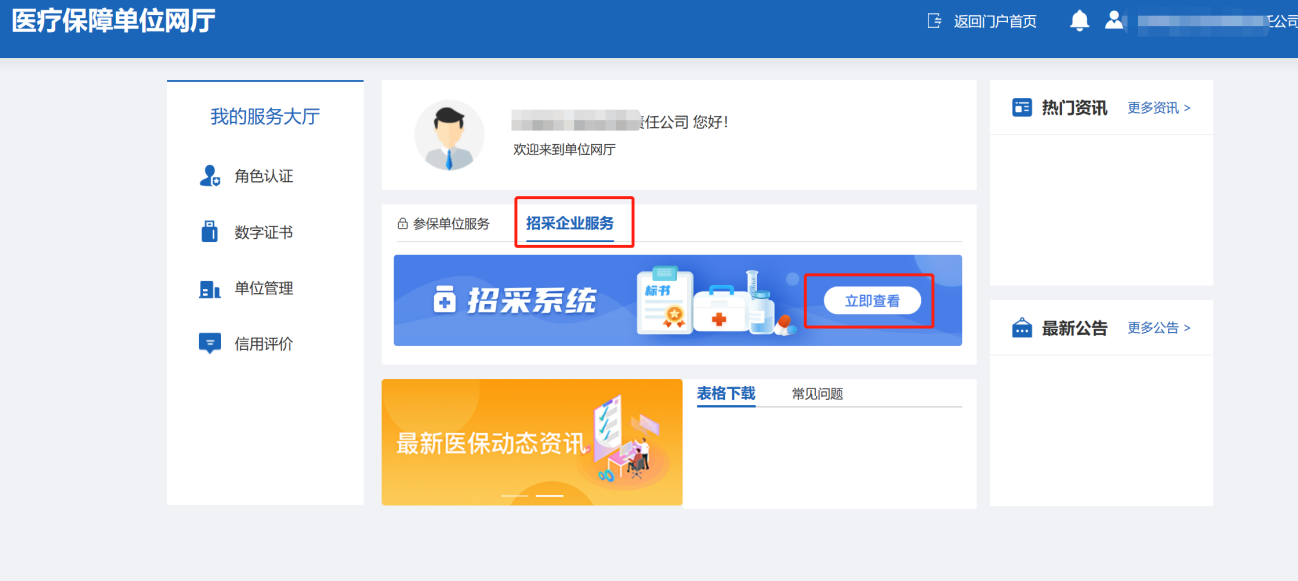 医疗保障单位网厅
返回门户首页
任公司
我的服务大厅
角色认证
数字证书
单位管理
信用评价
责任公司 您好!
欢迎来到单位网厅
参保单位服务
招采企业服务
招采系统
标书
立即查看
最新医保动态资讯
表格下载
常见问题
热门资讯
更多资讯 >
最新公告
更多公告 >